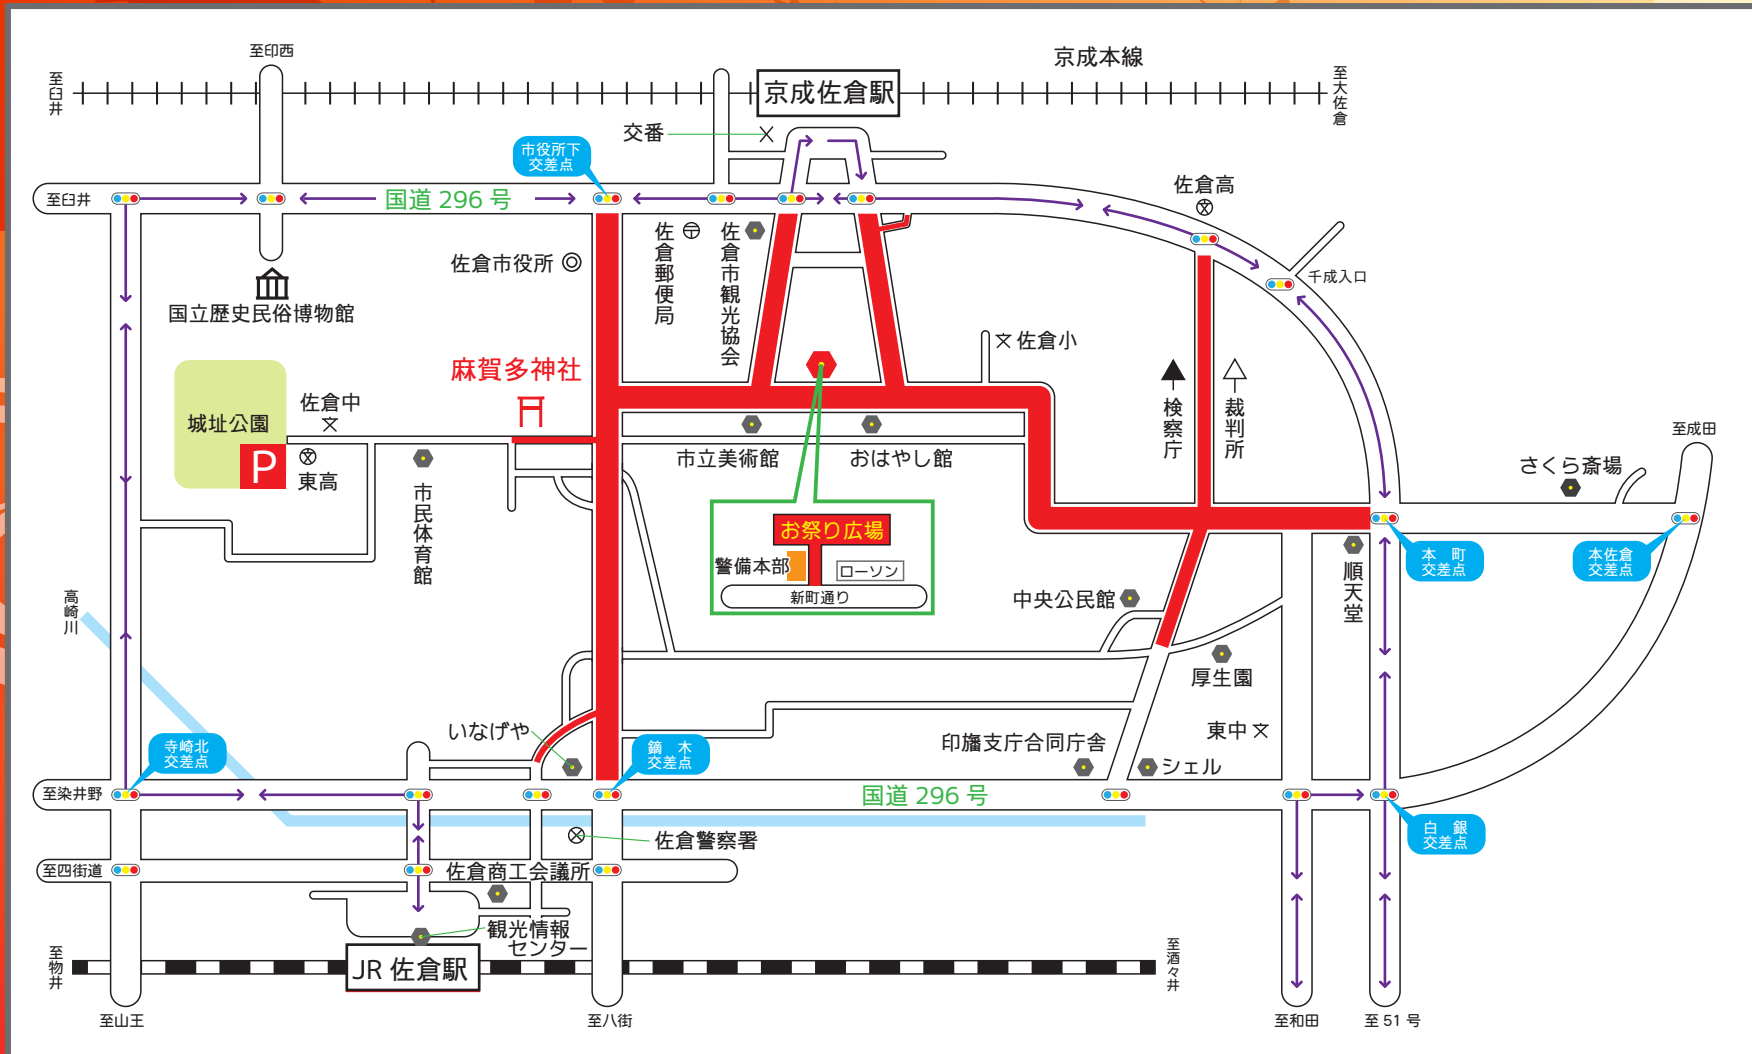 至印西
京成本線
至臼井
京成佐倉駅
至大佐倉
交番
市役所下
交差点
至臼井
国道 296 号
佐倉高
佐倉市役所
佐倉郵便局
佐倉市観光協会
千成入口
国立歴史民俗博物館
佐倉小
麻賀多神社
佐倉中
城址公園
P
東高
検察庁
裁判所
至成田
市立美術館
おはやし館
さくら斎場
市民体育館
お祭り広場
警備本部
ローソン
新町通り
本 町
交差点
本佐倉
交差点
順天堂
高崎川
中央公民館
厚生園
いなげや
東中
寺崎北
交差点
鏑 木
交差点
印旛支庁合同庁舎
シェル
至染井野
国道 296 号
白 銀
交差点
佐倉警察署
至四街道
佐倉商工会議所
観光情報
センター
至物井
JR 佐倉駅
至酒々井
至山王
至八街
至和田
至 51 号